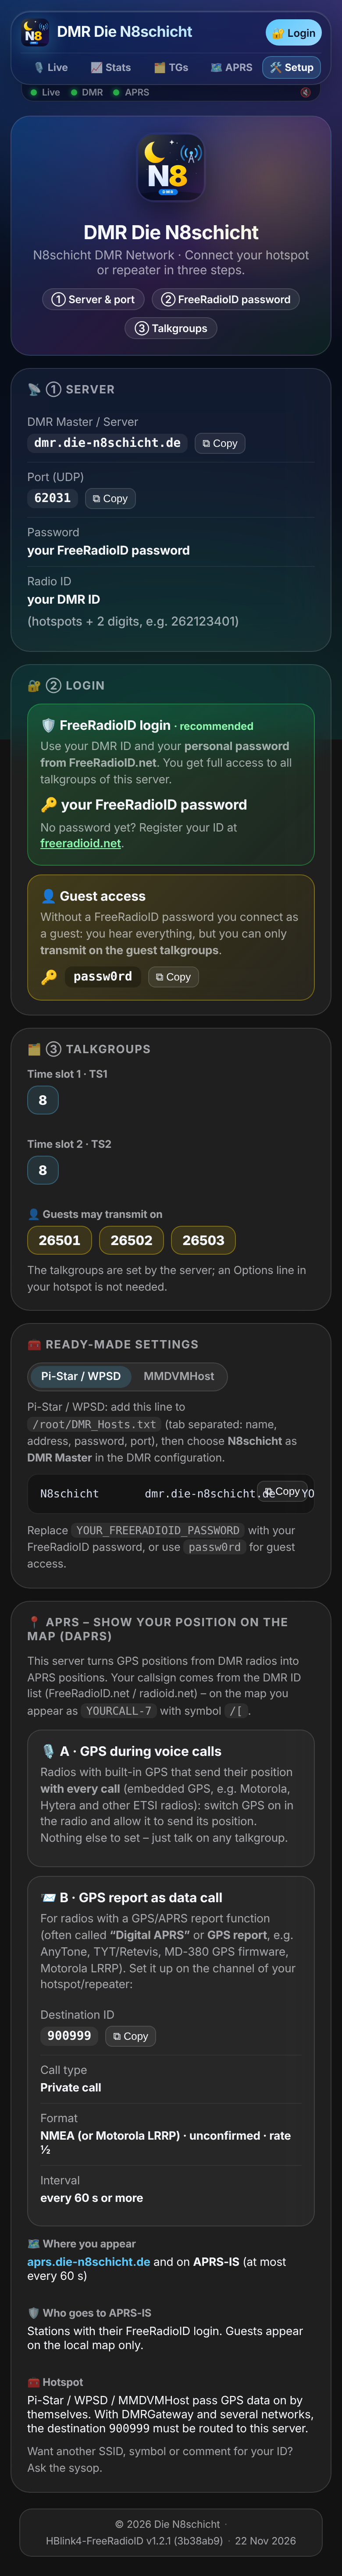 N8
DMR Die N8schicht
🔐 Login
🎙️ Live
📈 Stats
🗂️ TGs
🗺️ APRS
🛠️ Setup
Live
DMR
APRS
N8
DMR
DMR Die N8schicht
N8schicht DMR Network · Connect your hotspot
or repeater in three steps.
① Server & port
② FreeRadioID password
③ Talkgroups
📡 ① SERVER
DMR Master / Server
dmr.die-n8schicht.de
⧉ Copy
Port (UDP)
62031
⧉ Copy
Password
your FreeRadioID password
Radio ID
your DMR ID
(hotspots + 2 digits, e.g. 262123401)
🔐 ② LOGIN
🛡️ FreeRadioID login · recommended
Use your DMR ID and your personal password
from FreeRadioID.net. You get full access to all
talkgroups of this server.
🔑 your FreeRadioID password
No password yet? Register your ID at
freeradioid.net.
👤 Guest access
Without a FreeRadioID password you connect as
a guest: you hear everything, but you can only
transmit on the guest talkgroups.
🔑 passw0rd
⧉ Copy
🗂️ ③ TALKGROUPS
Time slot 1 · TS1
8
Time slot 2 · TS2
8
👤 Guests may transmit on
26501
26502
26503
The talkgroups are set by the server; an Options line in
your hotspot is not needed.
🧰 READY-MADE SETTINGS
Pi-Star / WPSD
MMDVMHost
Pi-Star / WPSD: add this line to
/root/DMR_Hosts.txt (tab separated: name,
address, password, port), then choose N8schicht as
DMR Master in the DMR configuration.
N8schicht dmr.die-n8schicht.de YO
⧉ Copy
Replace YOUR_FREERADIOID_PASSWORD with your
FreeRadioID password, or use passw0rd for guest
access.
📍 APRS – SHOW YOUR POSITION ON THE
MAP (DAPRS)
This server turns GPS positions from DMR radios into
APRS positions. Your callsign comes from the DMR ID
list (FreeRadioID.net / radioid.net) – on the map you
appear as YOURCALL-7 with symbol /[.
🎙️ A · GPS during voice calls
Radios with built-in GPS that send their position
with every call (embedded GPS, e.g. Motorola,
Hytera and other ETSI radios): switch GPS on in
the radio and allow it to send its position.
Nothing else to set – just talk on any talkgroup.
📨 B · GPS report as data call
For radios with a GPS/APRS report function
(often called “Digital APRS” or GPS report, e.g.
AnyTone, TYT/Retevis, MD-380 GPS firmware,
Motorola LRRP). Set it up on the channel of your
hotspot/repeater:
Destination ID
900999
⧉ Copy
Call type
Private call
Format
NMEA (or Motorola LRRP) · unconfirmed · rate
½
Interval
every 60 s or more
🗺️ Where you appear
aprs.die-n8schicht.de and on APRS-IS (at most
every 60 s)
🛡️ Who goes to APRS-IS
Stations with their FreeRadioID login. Guests appear
on the local map only.
🧰 Hotspot
Pi-Star / WPSD / MMDVMHost pass GPS data on by
themselves. With DMRGateway and several networks,
the destination 900999 must be routed to this server.
Want another SSID, symbol or comment for your ID?
Ask the sysop.
© 2026 Die N8schicht ·
HBlink4-FreeRadioID v1.2.1 (3b38ab9) · 22 Nov 2026